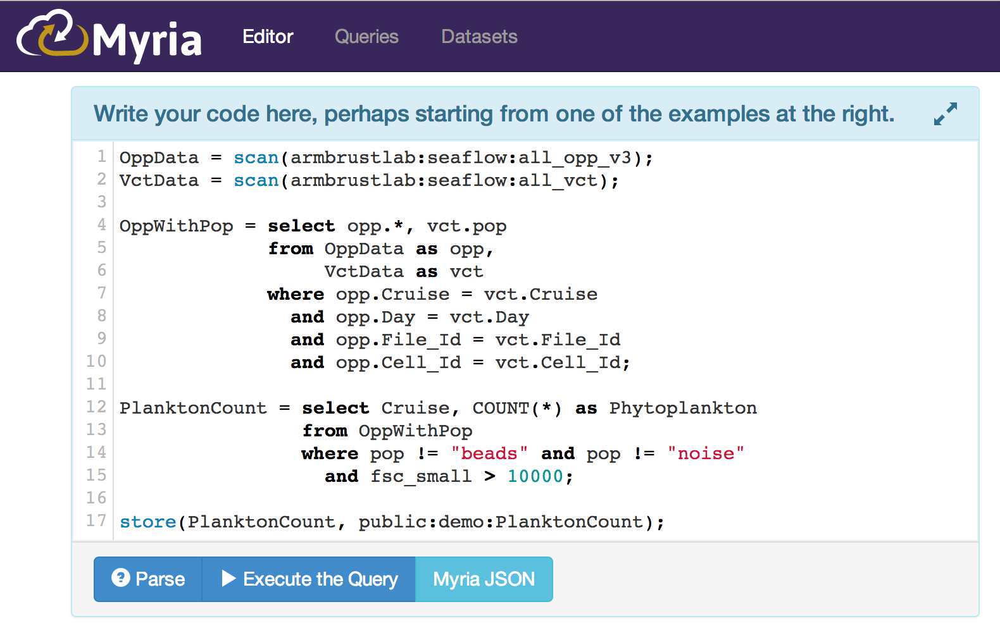 Myria Editor Queries Datasets
Write your code here, perhaps starting from one of the examples at the right.
1 OppData = scan(armbrustlab:seaflow:all_opp_v3);
2 VctData = scan(armbrustlab:seaflow:all_vct);
3
4 OppWithPop = select opp.*, vct.pop
5 from OppData as opp,
6 VctData as vct
7 where opp.Cruise = vct.Cruise
8 and opp.Day = vct.Day
9 and opp.File_Id = vct.File_Id
10 and opp.Cell_Id = vct.Cell_Id;
11
12 PlanktonCount = select Cruise, COUNT(*) as Phytoplankton
13 from OppWithPop
14 where pop != "beads" and pop != "noise"
15 and fsc_small > 10000;
16
17 store(PlanktonCount, public:demo:PlanktonCount);
? Parse Execute the Query Myria JSON